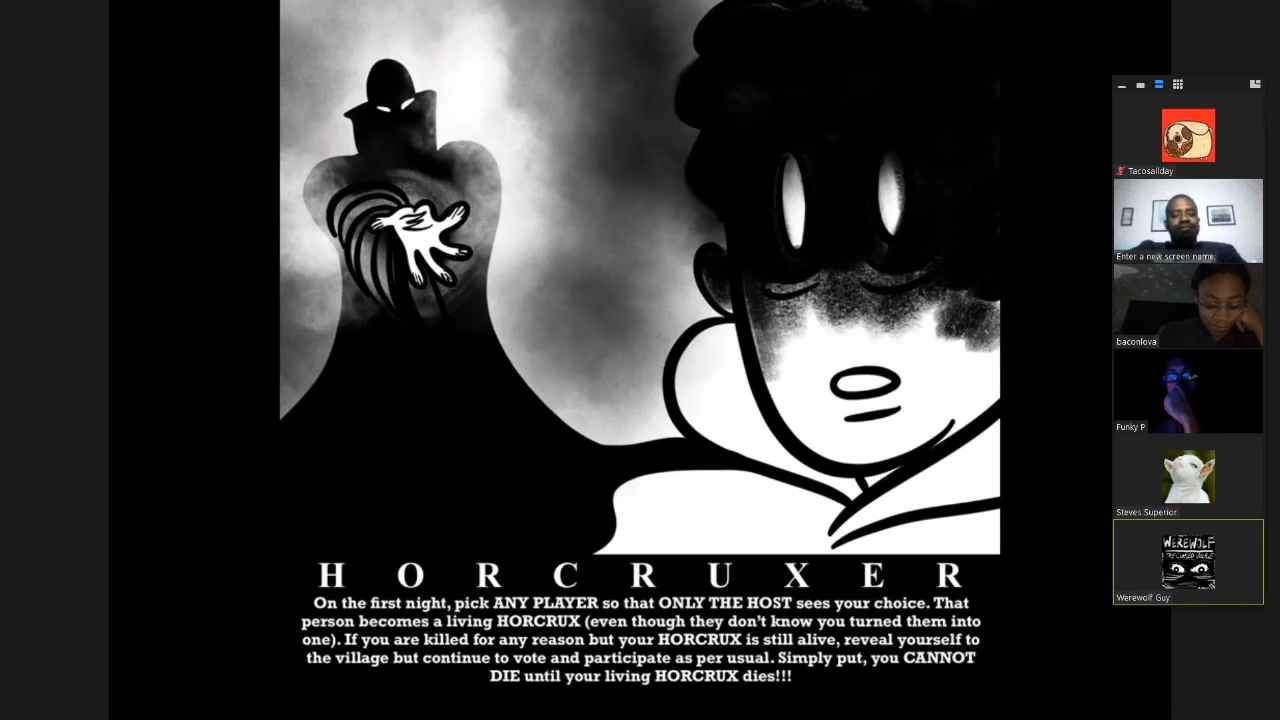 H O R C R U X E R
On the first night, pick ANY PLAYER so that ONLY THE HOST sees your choice. That
person becomes a living HORCRUX (even though they don't know you turned them into
one). If you are killed for any reason but your HORCRUX is still alive, reveal yourself to
the village but continue to vote and participate as per usual. Simply put, you CANNOT
DIE until your living HORCRUX dies!!!
Tacosallday
Enter a new screen name:
baconlova
Funky P
Steves Superior
WEREWOLF
Werewolf Guy